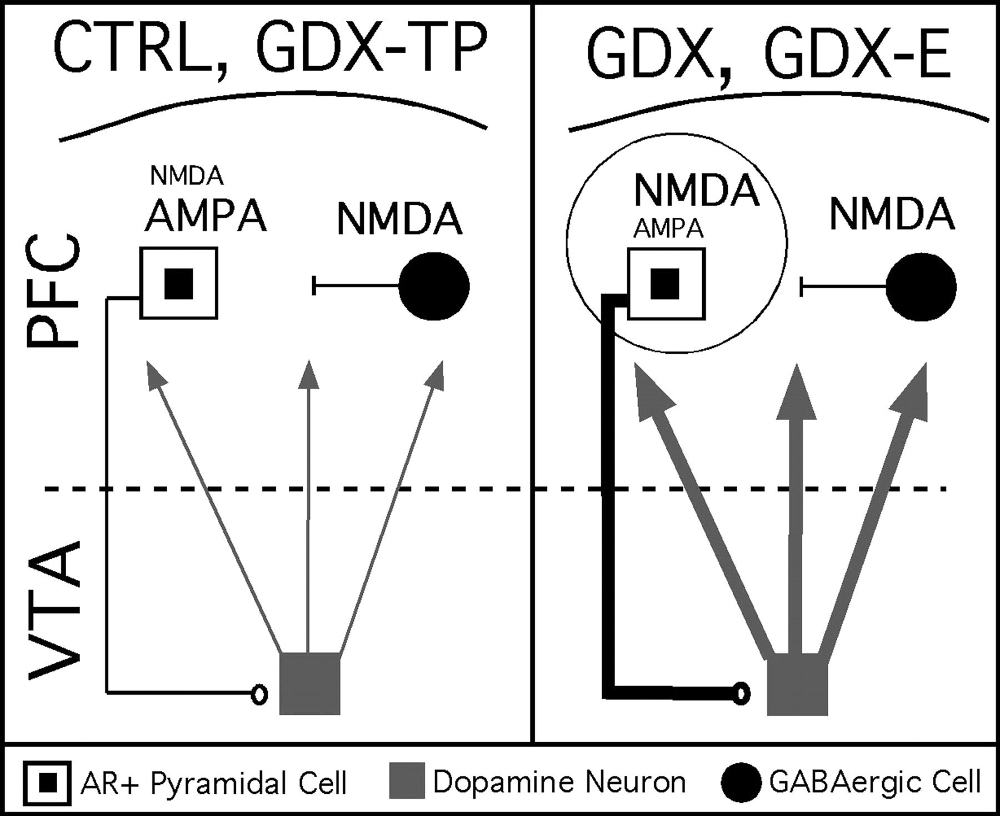 CTRL, GDX-TP
GDX, GDX-E
PFC
NMDA
AMPA
NMDA
NMDA
AMPA
NMDA
VTA
AR+ Pyramidal Cell
Dopamine Neuron
GABAergic Cell